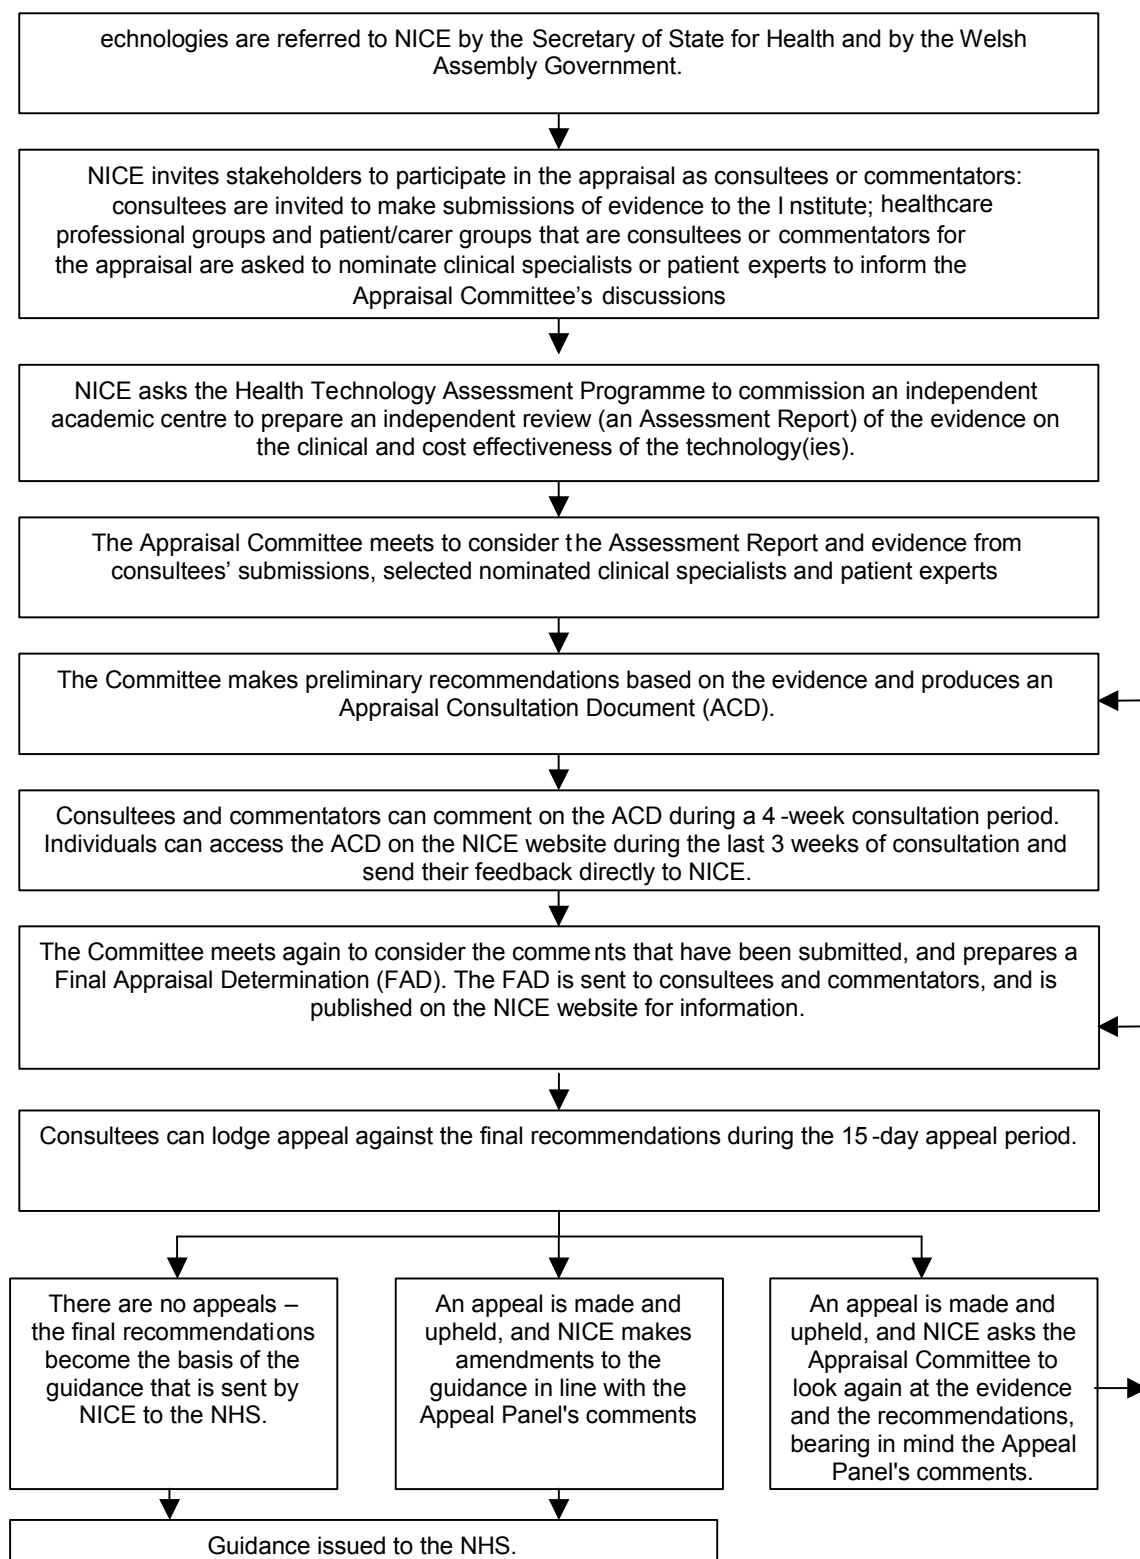 echnologies are referred to NICE by the Secretary of State for Health and by the Welsh
Assembly Government.
NICE invites stakeholders to participate in the appraisal as consultees or commentators:
consultees are invited to make submissions of evidence to the I nstitute; healthcare
professional groups and patient/carer groups that are consultees or commentators for
the appraisal are asked to nominate clinical specialists or patient experts to inform the
Appraisal Committee’s discussions
NICE asks the Health Technology Assessment Programme to commission an independent
academic centre to prepare an independent review (an Assessment Report) of the evidence on
the clinical and cost effectiveness of the technology(ies).
The Appraisal Committee meets to consider the Assessment Report and evidence from
consultees’ submissions, selected nominated clinical specialists and patient experts
The Committee makes preliminary recommendations based on the evidence and produces an
Appraisal Consultation Document (ACD).
Consultees and commentators can comment on the ACD during a 4 -week consultation period.
Individuals can access the ACD on the NICE website during the last 3 weeks of consultation and
send their feedback directly to NICE.
The Committee meets again to consider the comments that have been submitted, and prepares a
Final Appraisal Determination (FAD). The FAD is sent to consultees and commentators, and is
published on the NICE website for information.
Consultees can lodge appeal against the final recommendations during the 15 -day appeal period.
There are no appeals –
the final recommendations
become the basis of the
guidance that is sent by
NICE to the NHS.
An appeal is made and
upheld, and NICE makes
amendments to the
guidance in line with the
Appeal Panel's comments
An appeal is made and
upheld, and NICE asks the
Appraisal Committee to
look again at the evidence
and the recommendations,
bearing in mind the Appeal
Panel's comments.
Guidance issued to the NHS.